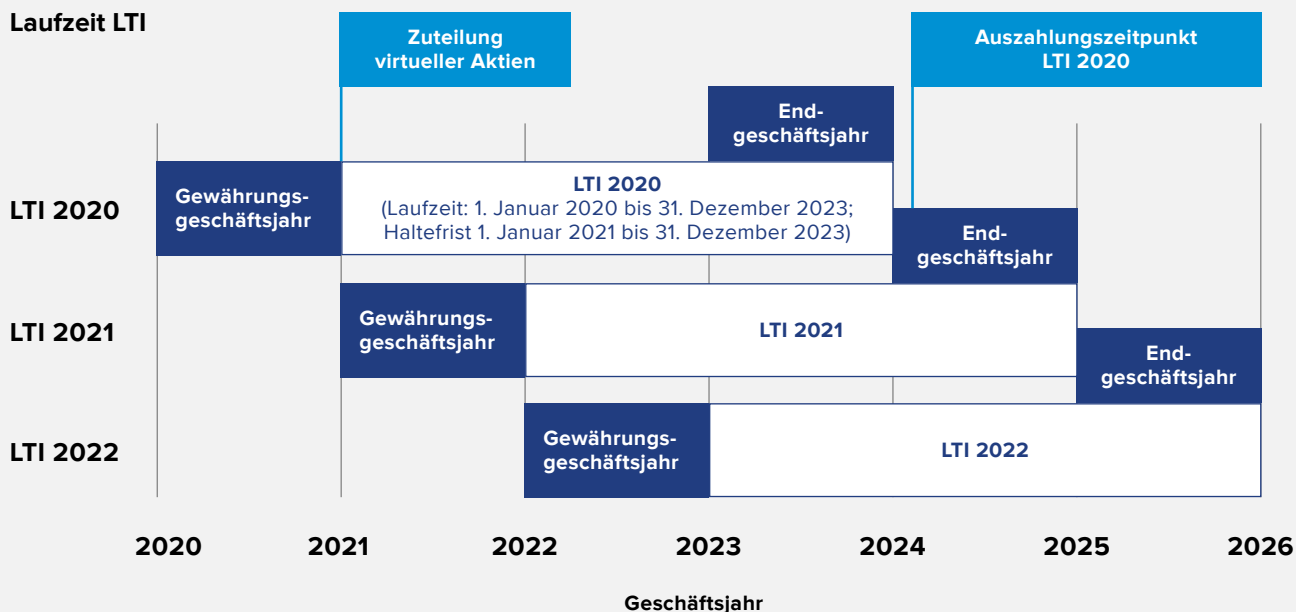 Laufzeit LTI
Zuteilung
virtueller Aktien
Auszahlungszeitpunkt
LTI 2020
End-
geschäftsjahr
LTI 2020
Gewährungs-
geschäftsjahr
LTI 2020
(Laufzeit: 1. Januar 2020 bis 31. Dezember 2023;
Haltefrist 1. Januar 2021 bis 31. Dezember 2023)
End-
geschäftsjahr
LTI 2021
Gewährungs-
geschäftsjahr
LTI 2021
End-
geschäftsjahr
LTI 2022
Gewährungs-
geschäftsjahr
LTI 2022
2020 2021 2022 2023 2024 2025 2026
Geschäftsjahr